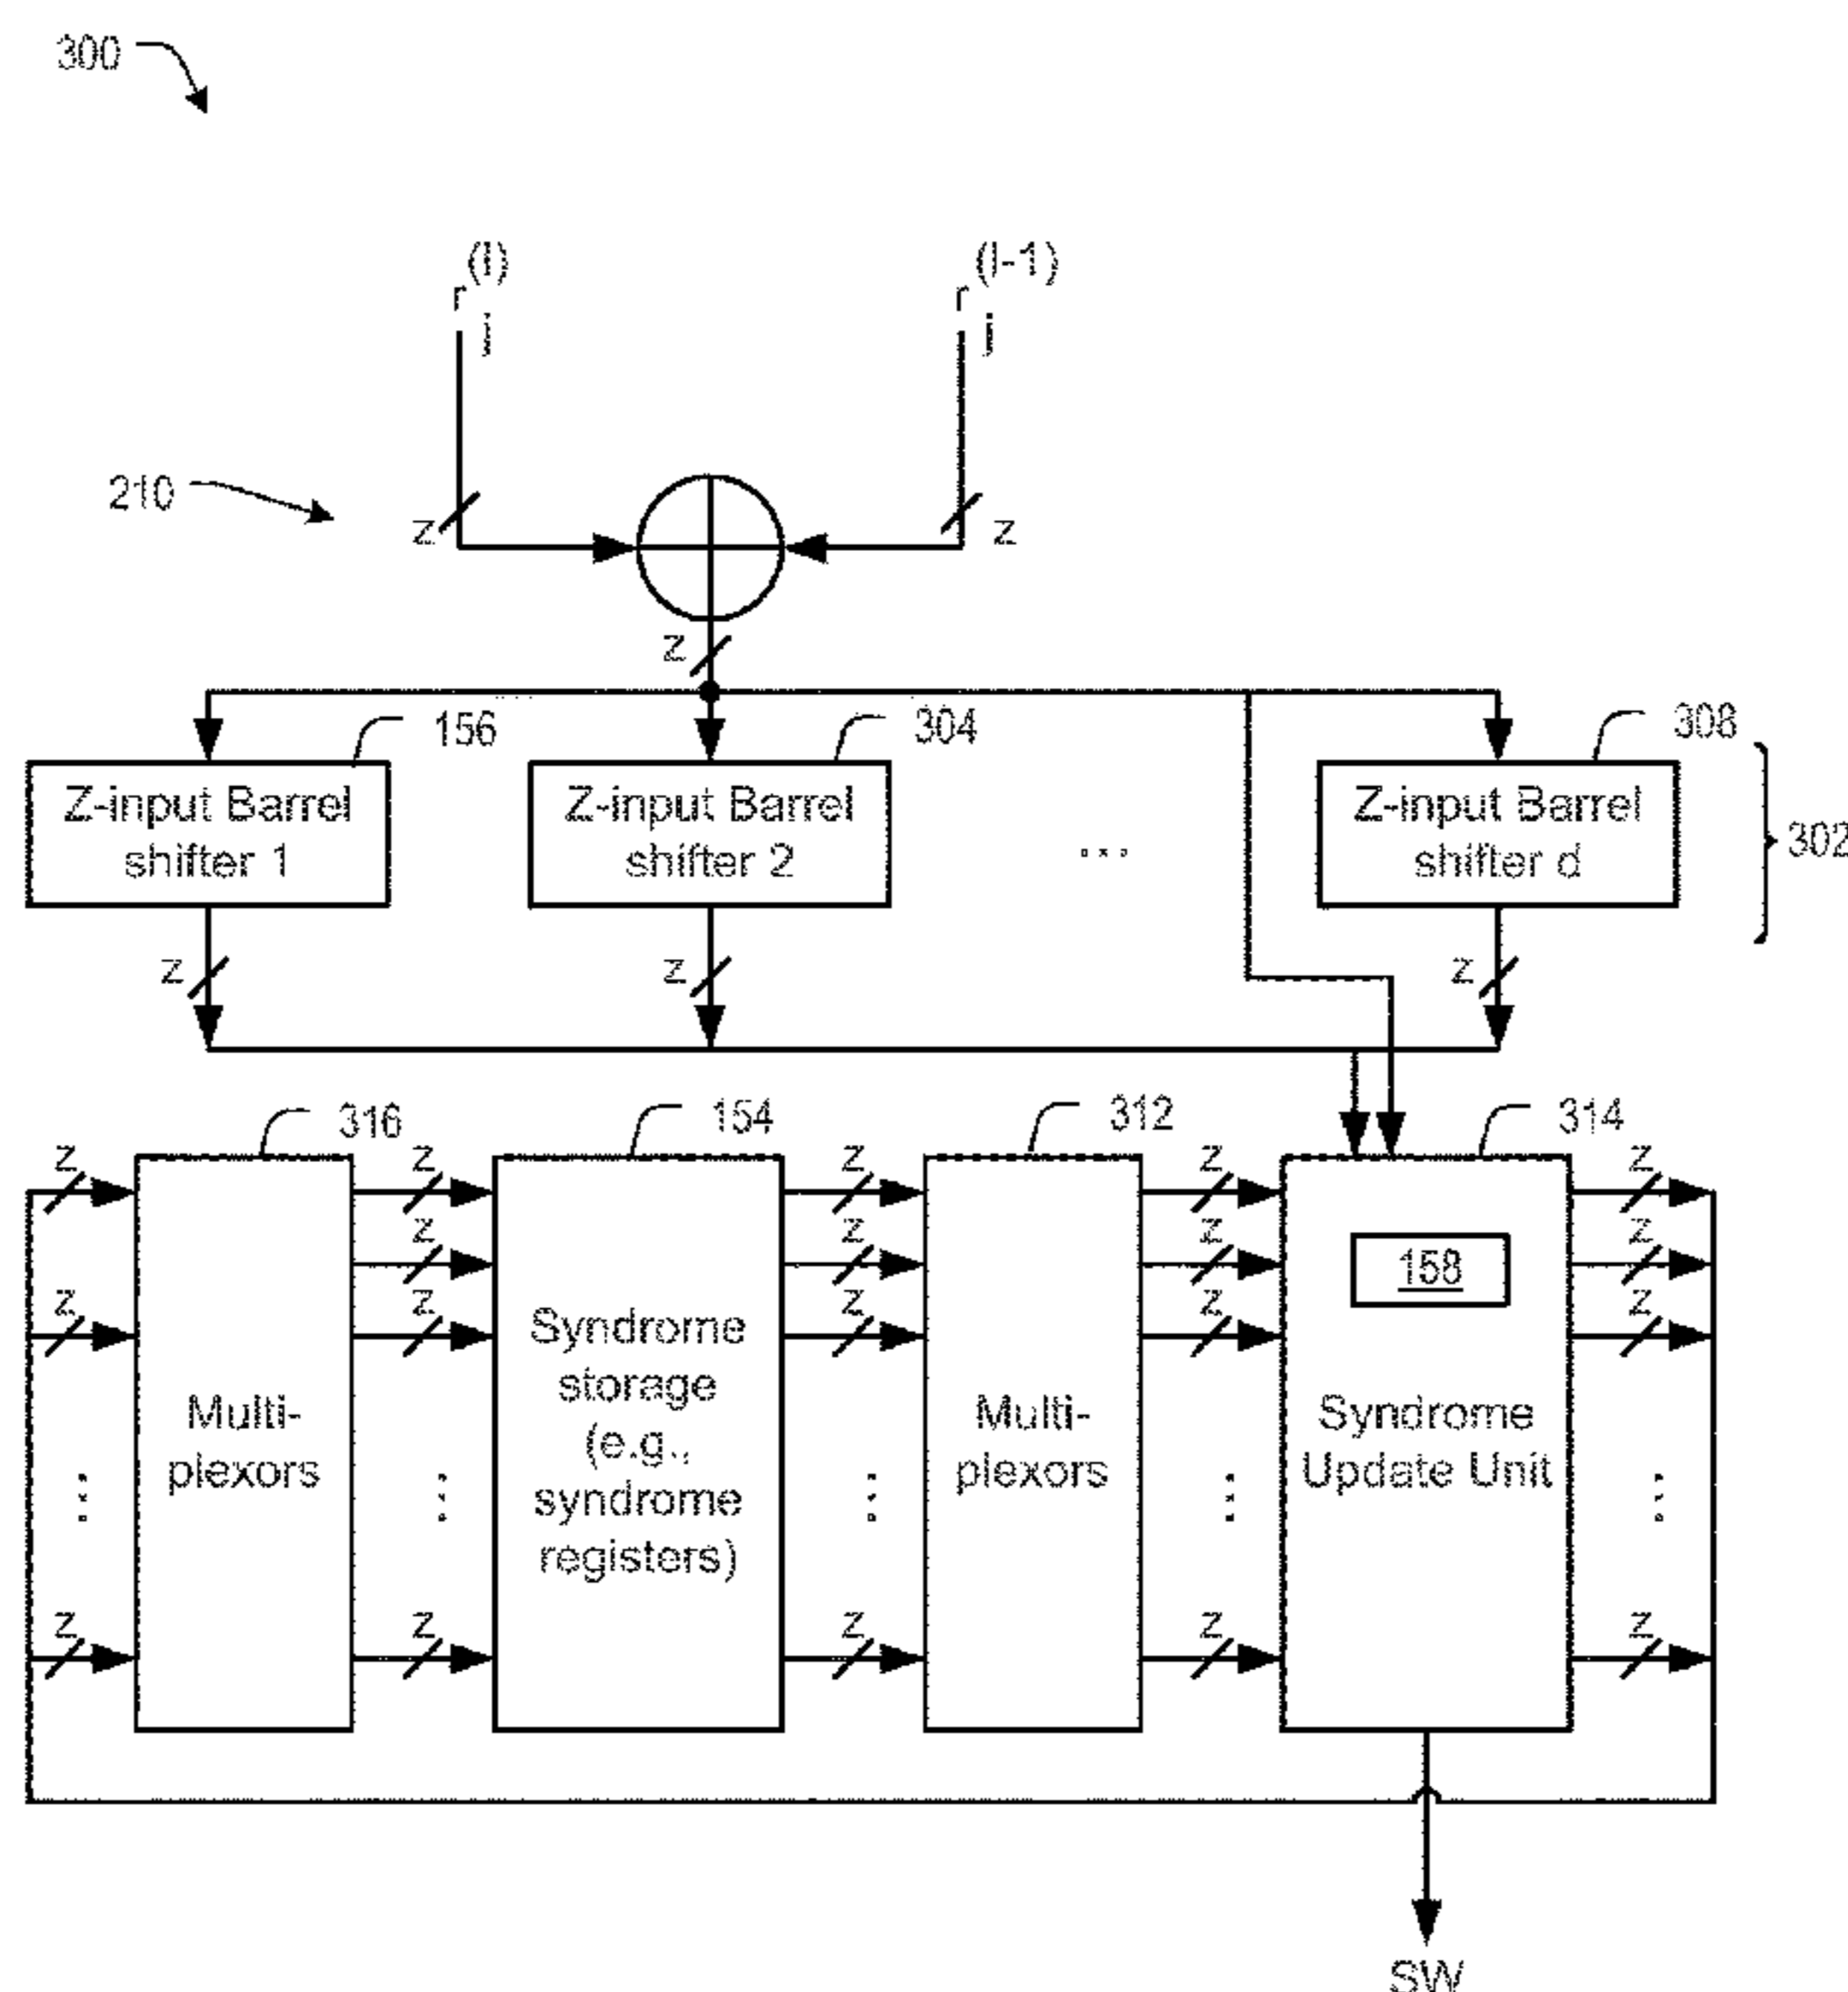 300
(l)
r
j
(l-1)
r
j
210
z
z
z
156
304
308
Z-input Barrel
shifter 1
Z-input Barrel
shifter 2
...
Z-input Barrel
shifter d
302
z
z
z
316
154
312
314
z
z
z
z
z
z
z
z
z
158
z
z
z
z
z
Syndrome
storage
(e.g.,
syndrome
registers)
Multi-
plexors
Multi-
plexors
Syndrome
Update Unit
z
z
z
z
z
SW